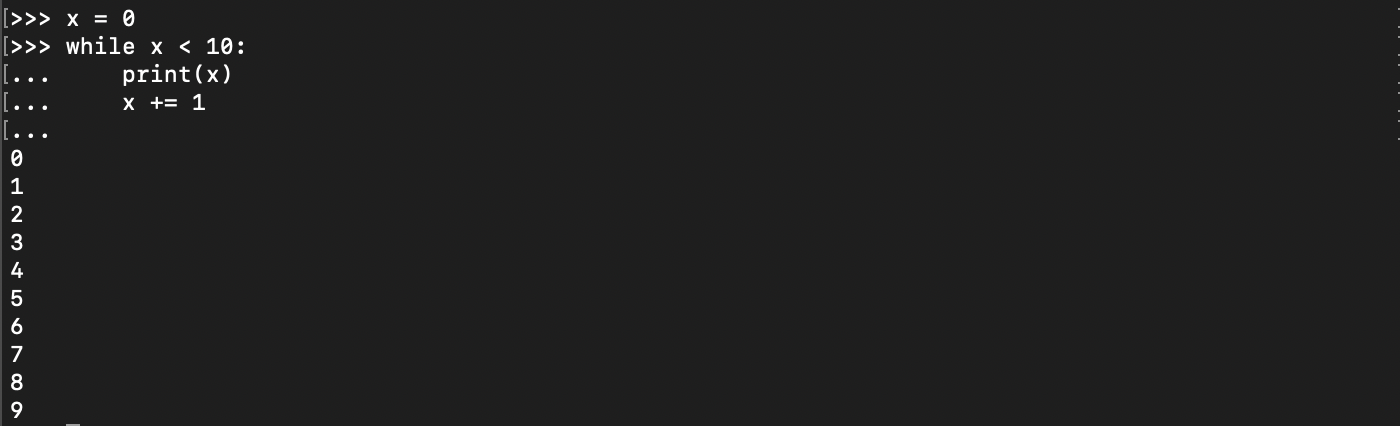 [>>> x = 0
[>>> while x < 10:
[...     print(x)
[...     x += 1
[...
0
1
2
3
4
5
6
7
8
9